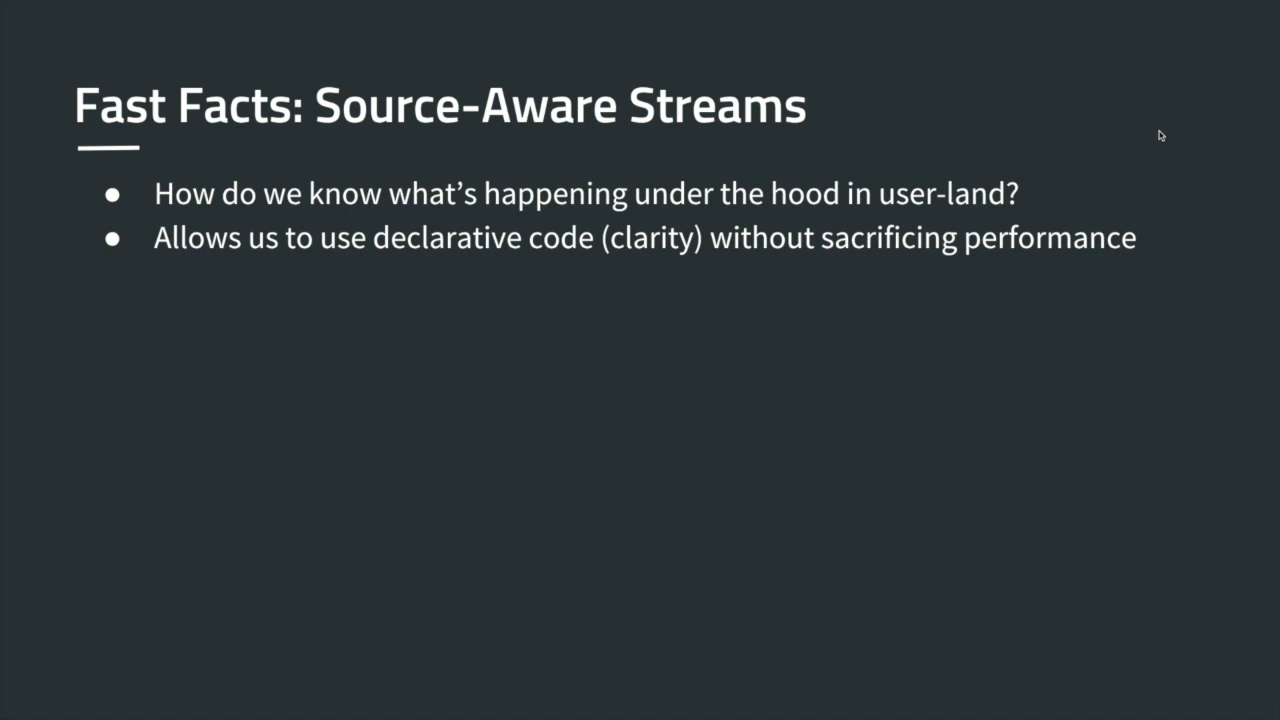 Fast Facts: Source-Aware Streams
● How do we know what’s happening under the hood in user-land?
● Allows us to use declarative code (clarity) without sacrificing performance